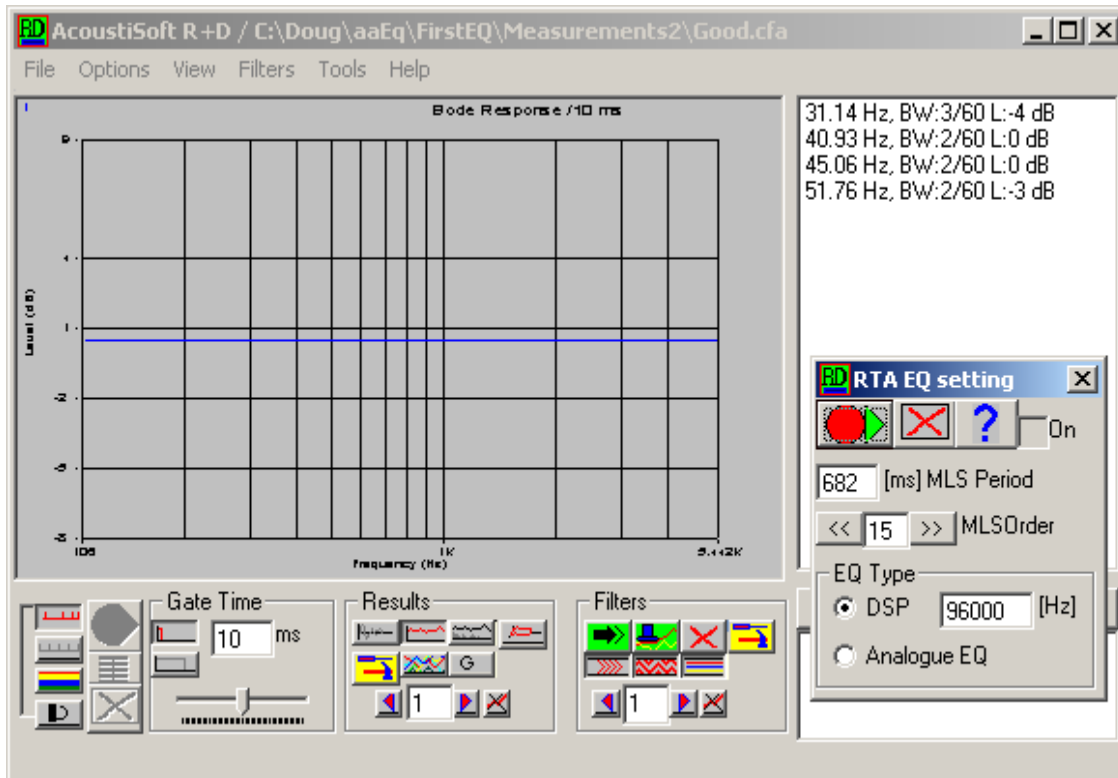 AcoustiSoft R+D / C:\Doug\aaEq\FirstEQ\Measurements2\Good.cfa
File Options View Filters Tools Help
Bode Response /10 ms
Level (dB)
1
-2
1K
Frequency (Hz)
31.14 Hz, BW:3/60 L:-4 dB
40.93 Hz, BW:2/60 L:0 dB
45.06 Hz, BW:2/60 L:0 dB
51.76 Hz, BW:2/60 L:-3 dB
RD RTA EQ setting
? On
682 [ms] MLS Period
<< 15 >> MLSOrder
EQ Type
DSP 96000 [Hz]
Analogue EQ
Gate Time
10 ms
Results
G
1
Filters
1